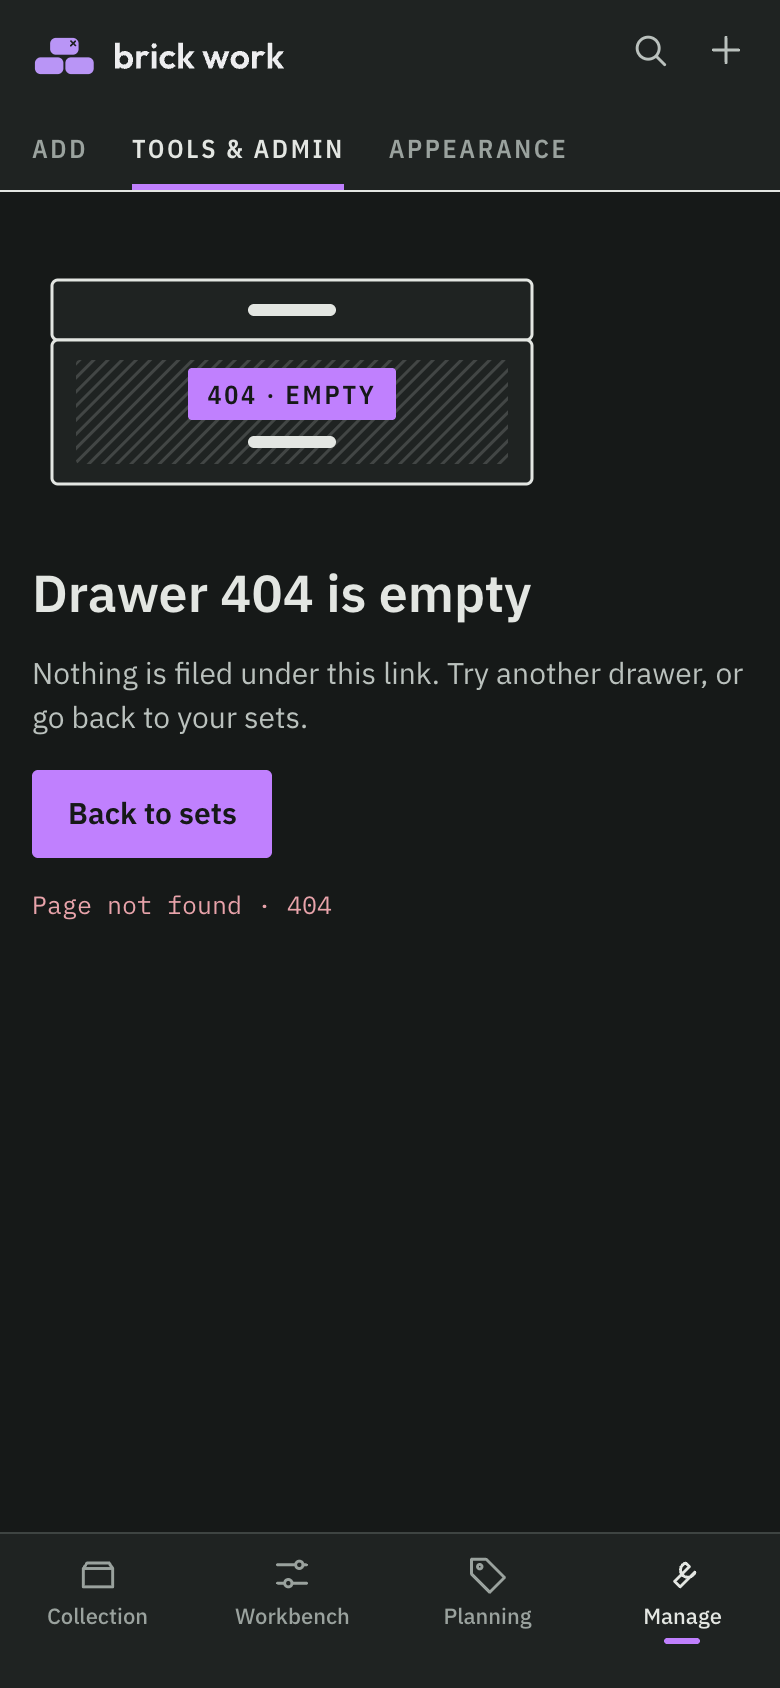 brick work
ADD TOOLS & ADMIN APPEARANCE
404 · EMPTY
Drawer 404 is empty
Nothing is filed under this link. Try another drawer, or
go back to your sets.
Back to sets
Page not found · 404
Collection Workbench Planning Manage